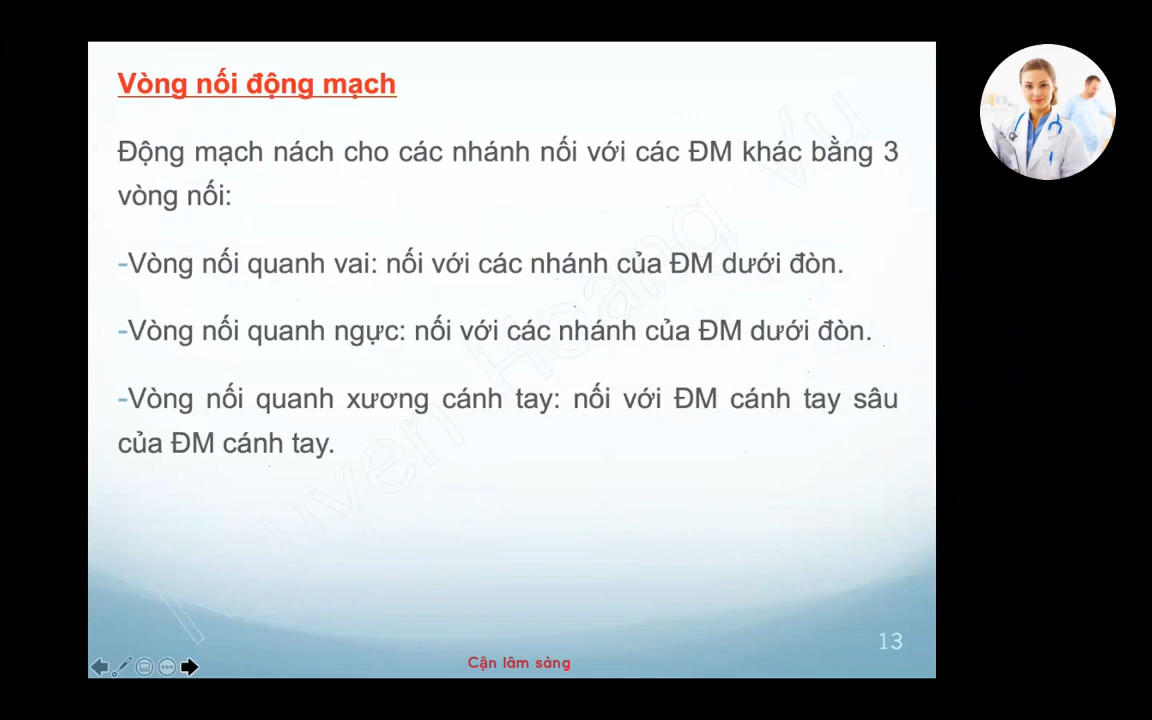 Vòng nối động mạch
Động mạch nách cho các nhánh nối với các ĐM khác bằng 3
vòng nối:
-Vòng nối quanh vai: nối với các nhánh của ĐM dưới đòn.
-Vòng nối quanh ngực: nối với các nhánh của ĐM dưới đòn.
-Vòng nối quanh xương cánh tay: nối với ĐM cánh tay sâu
của ĐM cánh tay.
13
Cận lâm sàng